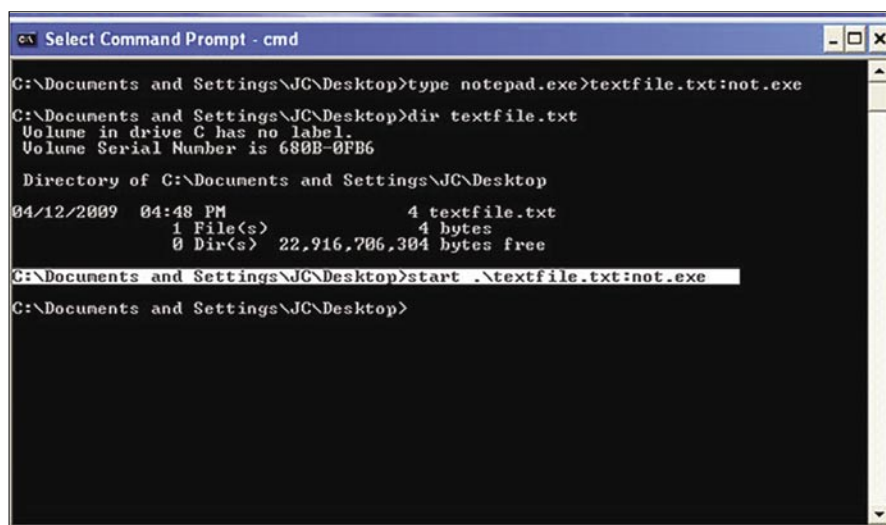 Select Command Prompt - cmd
C:\Documents and Settings\JC\Desktop>type notepad.exe>textfile.txt:not.exe
C:\Documents and Settings\JC\Desktop>dir textfile.txt
Volume in drive C has no label.
Volume Serial Number is 680B-0FB6
Directory of C:\Documents and Settings\JC\Desktop
04/12/2009 04:48 PM 4 textfile.txt
1 File(s) 4 bytes
0 Dir(s) 22,916,706,304 bytes free
C:\Documents and Settings\JC\Desktop>start .\textfile.txt:not.exe
C:\Documents and Settings\JC\Desktop>